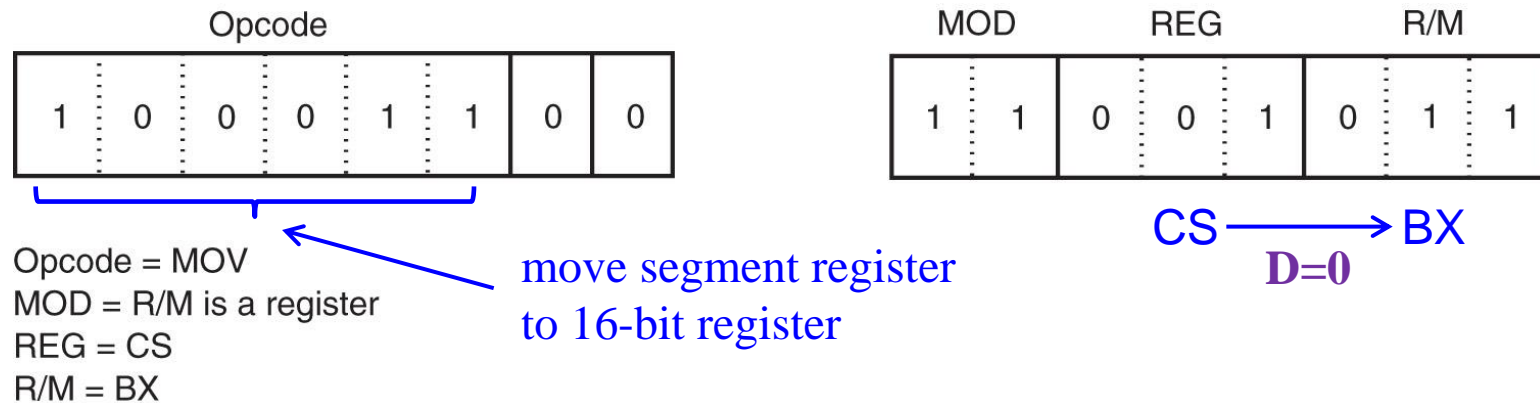 Opcode
1 0 0 0 1 1 0 0
MOD REG R/M
1 1 0 0 1 0 1 1
CS BX
D=0
Opcode = MOV
MOD = R/M is a register
REG = CS
R/M = BX
move segment register
to 16-bit register